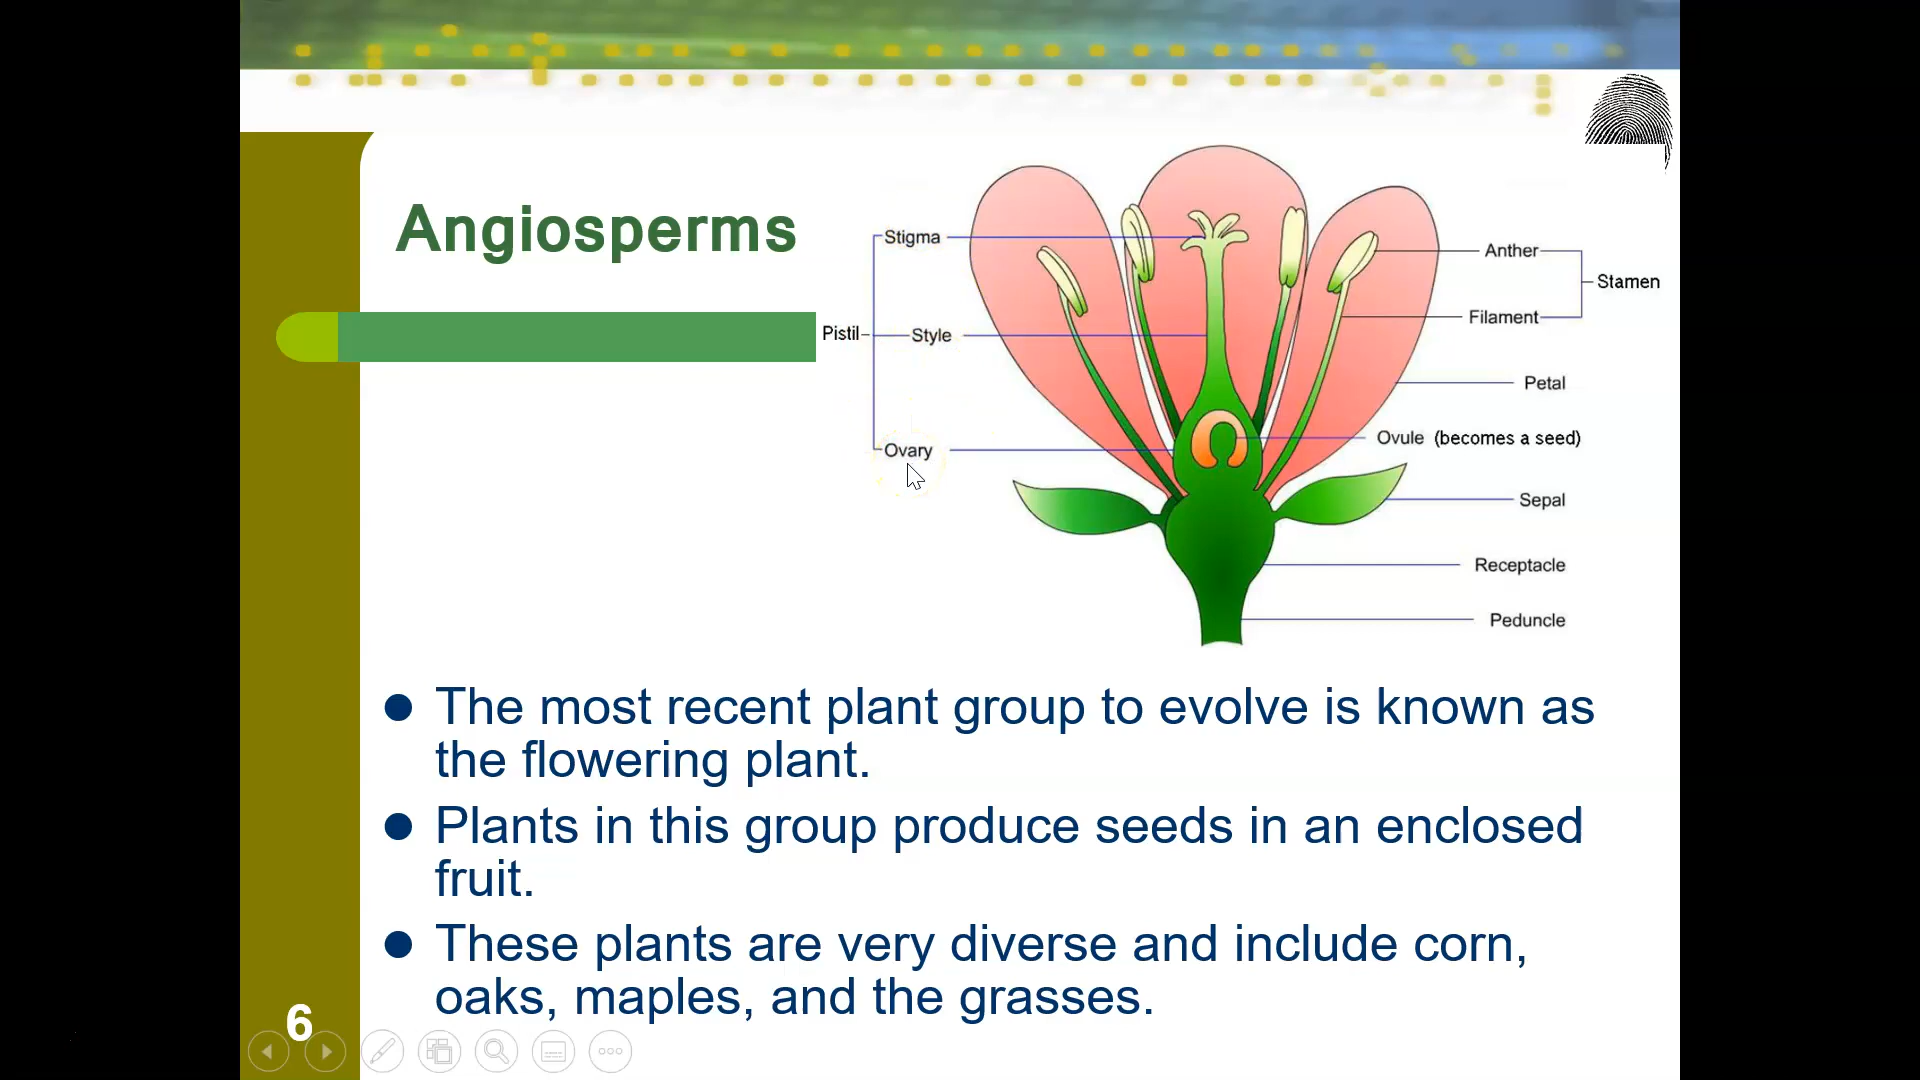 Angiosperms
Stigma
Pistil
Style
Ovary
Anther
Stamen
Filament
Petal
Ovule (becomes a seed)
Sepal
Receptacle
Peduncle
The most recent plant group to evolve is known as
the flowering plant.
Plants in this group produce seeds in an enclosed
fruit.
These plants are very diverse and include corn,
oaks, maples, and the grasses.
6